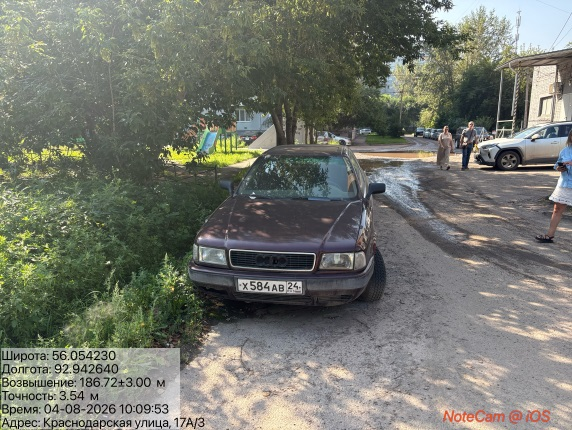 Х584АВ 24
Широта: 56.054230
Долгота: 92.942640
Возвышение: 186.72±3.00 м
Точность: 3.54 м
Время: 04-08-2026 10:09:53
Адрес: Краснодарская улица, 17А/3
NoteCam @ iOS